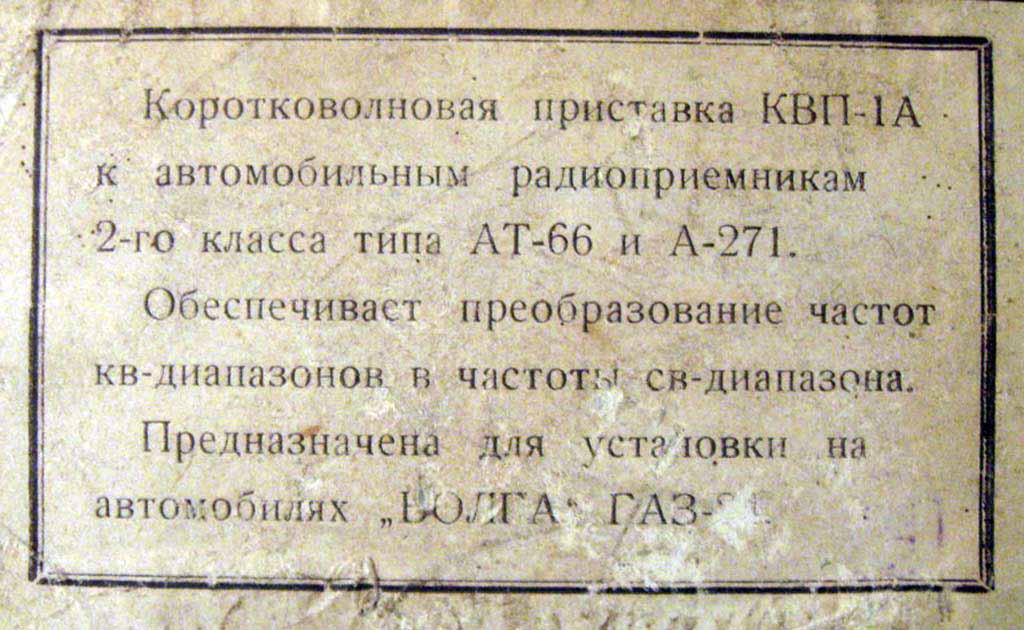 Коротковолновая приставка КВП-1А
к автомобильным радиоприемникам
2-го класса типа АТ-66 и А-271.
Обеспечивает преобразование частот
кв-диапазонов в частоты св-диапазона.
Предназначена для установки на
автомобилях „ВОЛГА“